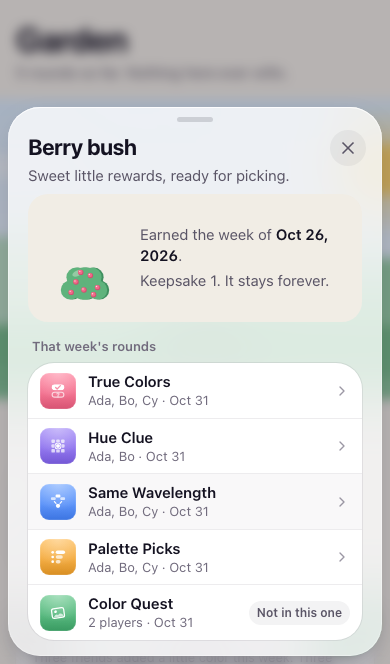 Garden
Berry bush
Sweet little rewards, ready for picking.
Earned the week of Oct 26,
2026.
Keepsake 1. It stays forever.
That week's rounds
True Colors
Ada, Bo, Cy · Oct 31
Hue Clue
Ada, Bo · Oct 31
Same Wavelength
Ada, Bo, Cy · Oct 31
Palette Picks
Ada, Bo, Cy · Oct 31
Color Quest
2 players · Oct 31
Not in this one